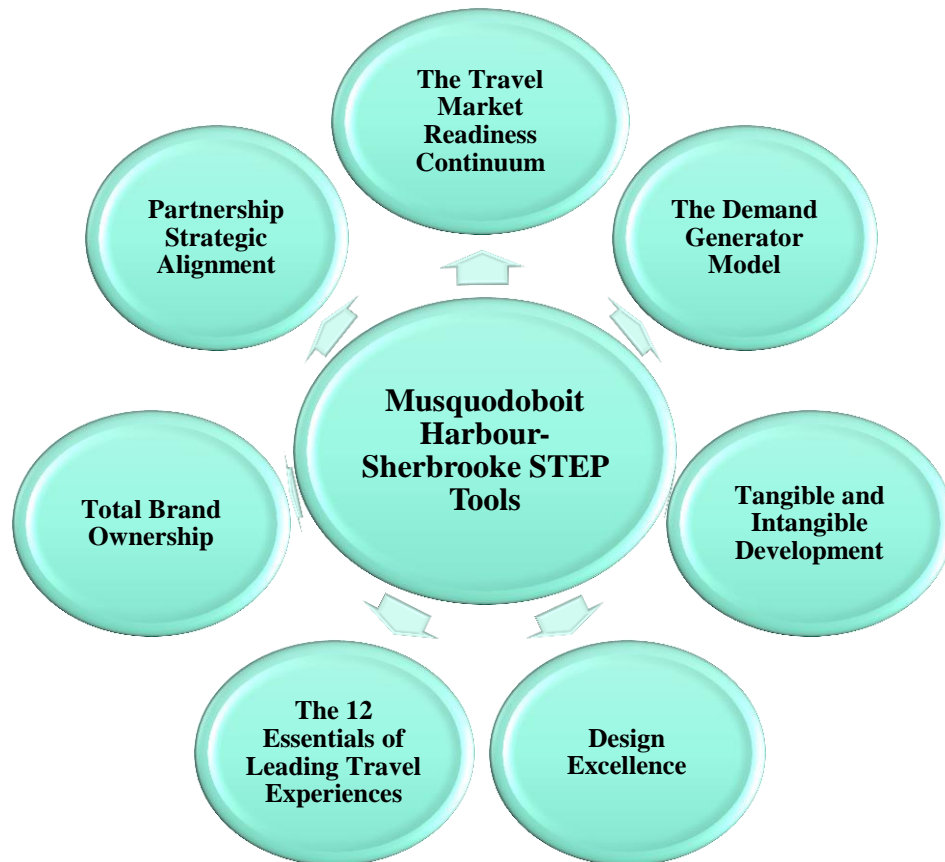 The Travel
Market
Readiness
Continuum
Partnership
Strategic
Alignment
The Demand
Generator
Model
Musquodoboit
Harbour-
Sherbrooke STEP
Tools
Total Brand
Ownership
Tangible and
Intangible
Development
The 12
Essentials of
Leading Travel
Experiences
Design
Excellence